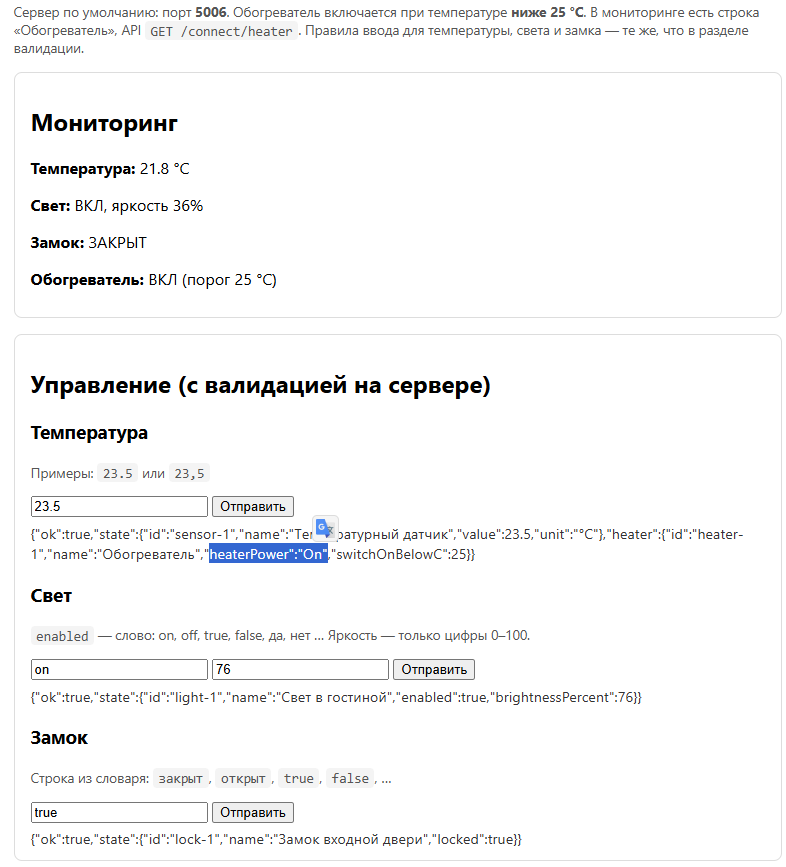 Сервер по умолчанию: порт 5006. Обогреватель включается при температуре ниже 25 °C. В мониторинге есть строка
«Обогреватель», API GET /connect/heater. Правила ввода для температуры, света и замка — те же, что в разделе
валидации.
Мониторинг
Температура: 21.8 °C
Свет: ВКЛ, яркость 36%
Замок: ЗАКРЫТ
Обогреватель: ВКЛ (порог 25 °C)
Управление (с валидацией на сервере)
Температура
Примеры: 23.5 или 23,5
23.5 Отправить
{"ok":true,"state":{"id":"sensor-1","name":"Температурный датчик","value":23.5,"unit":"°C"},"heater":{"id":"heater-
1","name":"Обогреватель","heaterPower":"On","switchOnBelowC":25}}
Свет
enabled — слово: on, off, true, false, да, нет ... Яркость — только цифры 0–100.
on 76 Отправить
{"ok":true,"state":{"id":"light-1","name":"Свет в гостиной","enabled":true,"brightnessPercent":76}}
Замок
Строка из словаря: закрыт, открыт, true, false, ...
true Отправить
{"ok":true,"state":{"id":"lock-1","name":"Замок входной двери","locked":true}}